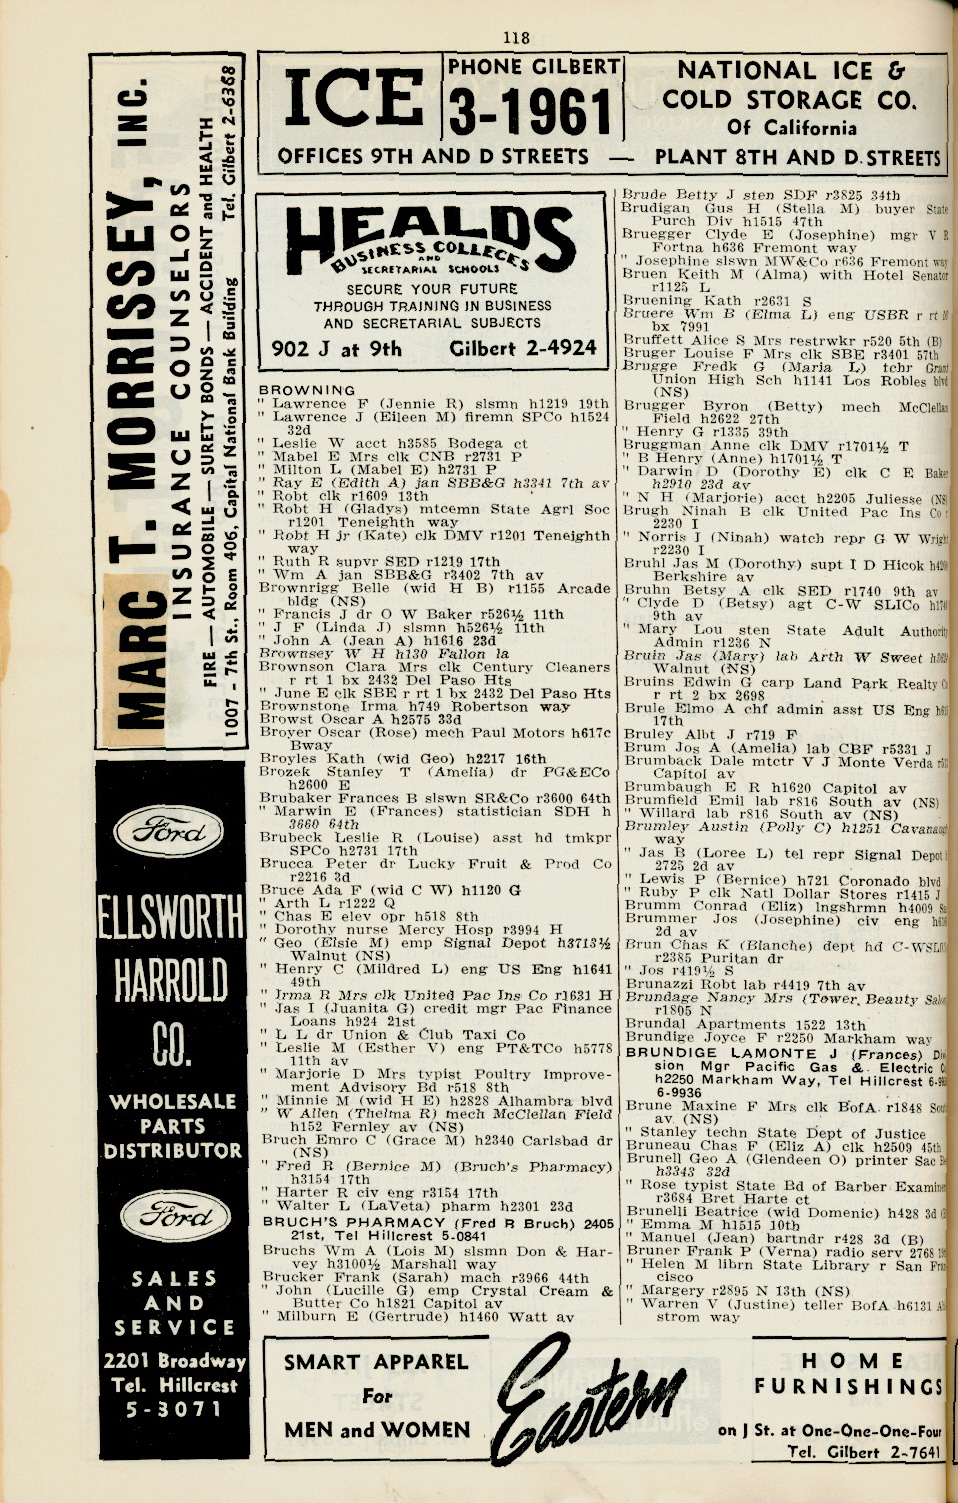 118
MARC T. MORRISSEY, INC.
INSURANCE COUNSELORS
FIRE — AUTOMOBILE — SURETY BONDS — ACCIDENT and HEALTH
1007 - 7th St., Room 406, Capital National Bank Building Tel. Gilbert 2-6368
ICE
PHONE GILBERT
3-1961
NATIONAL ICE &
COLD STORAGE CO.
Of California
OFFICES 9TH AND D STREETS — PLANT 8TH AND D STREETS
HEALDS
BUSINESS COLLEGES
AND
SECRETARIAL SCHOOLS
SECURE YOUR FUTURE
THROUGH TRAINING IN BUSINESS
AND SECRETARIAL SUBJECTS
902 J at 9th Gilbert 2-4924
BROWNING
" Lawrence F (Jennie R) slsmn h1219 19th
" Lawrence J (Eileen M) firemn SPCo h1524
32d
" Leslie W acct h3585 Bodega ct
" Mabel E Mrs clk CNB r2731 P
" Milton L (Mabel E) h2731 P
" Ray E (Edith A) jan SBB&G h3341 7th av
" Robt clk r1609 13th
" Robt H (Gladys) mtcemn State Agrl Soc
r1201 Teneighth way
" Robt H jr (Kate) clk DMV r1201 Teneighth
way
" Ruth R supvr SED r1219 17th
" Wm A jan SBB&G r3402 7th av
Brownrigg Belle (wid H B) r1155 Arcade
bldg (NS)
" Francis J dr O W Baker r526½ 11th
" J F (Linda J) slsmn h526½ 11th
" John A (Jean A) h1616 23d
Brownsey W H h130 Fallon la
Brownson Clara Mrs clk Century Cleaners
r rt 1 bx 2432 Del Paso Hts
" June E clk SBE r rt 1 bx 2432 Del Paso Hts
Brownstone Irma h749 Robertson way
Browst Oscar A h2575 33d
Broyer Oscar (Rose) mech Paul Motors h617c
Bway
Broyles Kath (wid Geo) h2217 16th
Brozek Stanley T (Amelia) dr PG&ECo
h2600 E
Brubaker Frances B slswn SR&Co r3600 64th
" Marwin E (Frances) statistician SDH h
3660 64th
Brubeck Leslie R (Louise) asst hd tmkpr
SPCo h2731 17th
Brucca Peter dr Lucky Fruit & Prod Co
r2216 3d
Bruce Ada F (wid C W) h1120 G
" Arth L r1222 Q
" Chas E elev opr h518 8th
" Dorothy nurse Mercy Hosp r3994 H
" Geo (Elsie M) emp Signal Depot h3713½
Walnut (NS)
" Henry C (Mildred L) eng US Eng h1641
49th
" Irma R Mrs clk United Pac Ins Co r1631 H
" Jas I (Juanita G) credit mgr Pac Finance
Loans h924 21st
" L L dr Union & Club Taxi Co
" Leslie M (Esther V) eng PT&TCo h5778
11th av
" Marjorie D Mrs typist Poultry Improve-
ment Advisory Bd r518 8th
" Minnie M (wid H E) h2828 Alhambra blvd
" W Allen (Thelma R) mech McClellan Field
h152 Fernley av (NS)
Bruch Emro C (Grace M) h2340 Carlsbad dr
(NS)
" Fred R (Bernice M) (Bruch's Pharmacy)
h3154 17th
" Harter R civ eng r3154 17th
" Walter L (LaVeta) pharm h2301 23d
BRUCH'S PHARMACY (Fred R Bruch) 2405
21st, Tel Hillcrest 5-0841
Bruchs Wm A (Lois M) slsmn Don & Har-
vey h3100½ Marshall way
Brucker Frank (Sarah) mach r3966 44th
" John (Lucille G) emp Crystal Cream &
Butter Co h1821 Capitol av
" Milburn E (Gertrude) h1460 Watt av
Brude Betty J sten SDF r3825 34th
Brudigan Gus H (Stella M) buyer State
Purch Div h1515 47th
Bruegger Clyde E (Josephine) mgr V R
Fortna h636 Fremont way
" Josephine slswn MW&Co r636 Fremont way
Bruen Keith M (Alma) with Hotel Senator
r1125 L
Bruening Kath r2631 S
Bruere Wm B (Elma L) eng USBR r rt
bx 7991
Bruffett Alice S Mrs restrwkr r520 5th (B)
Bruger Louise F Mrs clk SBE r3401 57th
Brugge Fredk G (Maria L) tchr Grant
Union High Sch h1141 Los Robles blvd
(NS)
Brugger Byron (Betty) mech McClellan
Field h2622 27th
" Henry G r1335 39th
Bruggman Anne clk DMV r1701½ T
" B Henry (Anne) h1701½ T
" Darwin D (Dorothy E) clk C E Baker
h2910 23d av
" N H (Marjorie) acct h2205 Juliesse (NS)
Brugh Ninah B clk United Pac Ins Co r
2230 I
" Norris J (Ninah) watch repr G W Wright
r2230 I
Bruhl Jas M (Dorothy) supt I D Hicok
Berkshire av
Bruhn Betsy A clk SED r1740 9th av
" Clyde D (Betsy) agt C-W SLICo
9th av
" Mary Lou sten State Adult Authority
Admin r1236 N
Bruin Jas (Mary) lab Arth W Sweet
Walnut (NS)
Bruins Edwin G carp Land Park Realty
r rt 2 bx 2698
Brule Elmo A chf admin asst US Eng
17th
Bruley Albt J r719 F
Brum Jos A (Amelia) lab CBF r5331 J
Brumback Dale mtctr V J Monte Verda
Capitol av
Brumbaugh E R h1620 Capitol av
Brumfield Emil lab r816 South av (NS)
" Willard lab r816 South av (NS)
Brumley Austin (Polly C) h1251 Cavanaugh
way
" Jas B (Loree L) tel repr Signal Depot
2725 2d av
" Lewis P (Bernice) h721 Coronado blvd
" Ruby P clk Natl Dollar Stores r1415 J
Brumm Conrad (Eliz) lngshrmn h4009
Brummer Jos (Josephine) civ eng
2d av
Brun Chas K (Blanche) dept hd
r2385 Puritan dr
" Jos r419½ S
Brunazzi Robt lab r4419 7th av
Brundage Nancy Mrs (Tower Beauty
r1805 N
Brundal Apartments 1522 13th
Brundige Joyce F r2250 Markham way
BRUNDIGE LAMONTE J (Frances) Divi
sion Mgr Pacific Gas & Electric
h2250 Markham Way, Tel Hillcrest
6-9936
Brune Maxine F Mrs clk BofA r1848
av (NS)
" Stanley techn State Dept of Justice
Bruneau Chas F (Eliz A) clk h2509 45th
Brunell Geo A (Glendeen O) printer Sac
h3343 32d
" Rose typist State Bd of Barber
r3684 Bret Harte ct
Brunelli Beatrice (wid Domenic) h428 3d
" Emma M h1515 10th
" Manuel (Jean) bartndr r428 3d (B)
Bruner Frank P (Verna) radio serv 2768
" Helen M librn State Library r San Fran
cisco
" Margery r2895 N 13th (NS)
" Warren V (Justine) teller BofA h6131
strom way
Ford
ELLSWORTH
HARROLD
CO.
WHOLESALE
PARTS
DISTRIBUTOR
Ford
SALES
AND
SERVICE
2201 Broadway
Tel. Hillcrest
5-3071
SMART APPAREL
For
MEN and WOMEN
Eastern
HOME
FURNISHINGS
on J St. at One-One-One-Four
Tel. Gilbert 2-7641